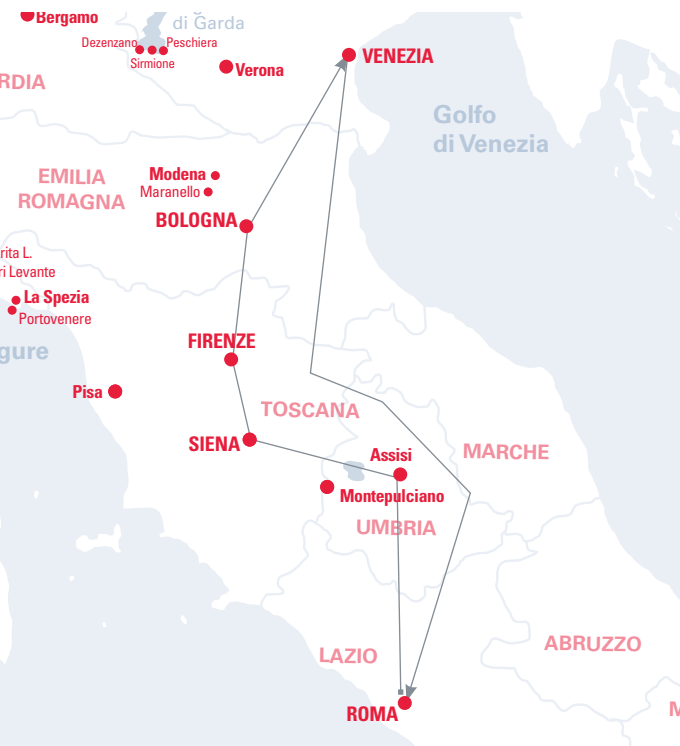 Bergamo
di Garda
Dezenzano
Peschiera
Sirmione
Verona
VENEZIA
RDIA
Golfo
di Venezia
EMILIA
ROMAGNA
Modena
Maranello
BOLOGNA
rita L.
ri Levante
La Spezia
Portovenere
gure
FIRENZE
Pisa
TOSCANA
SIENA
Assisi
MARCHE
Montepulciano
UMBRIA
LAZIO
ABRUZZO
ROMA
M